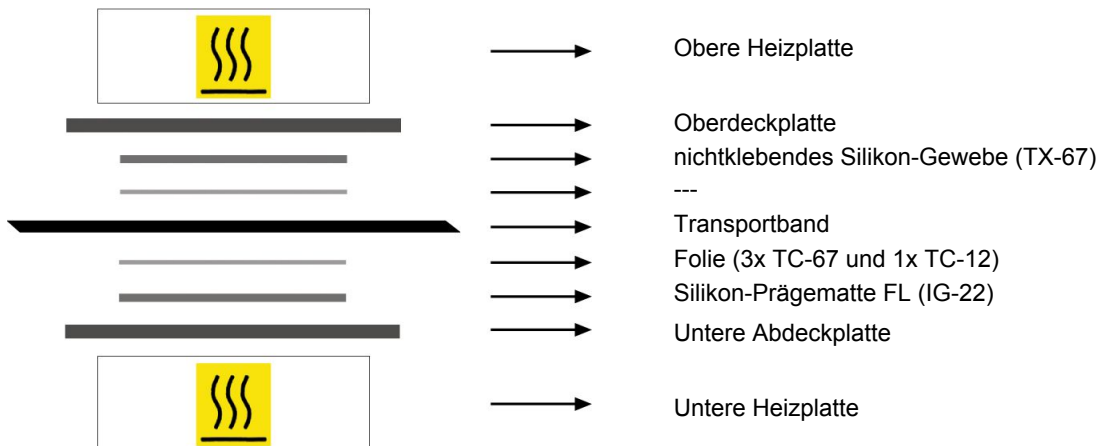 Obere Heizplatte
Oberdeckplatte
nichtklebendes Silikon-Gewebe (TX-67)
---
Transportband
Folie (3x TC-67 und 1x TC-12)
Silikon-Prägematte FL (IG-22)
Untere Abdeckplatte
Untere Heizplatte